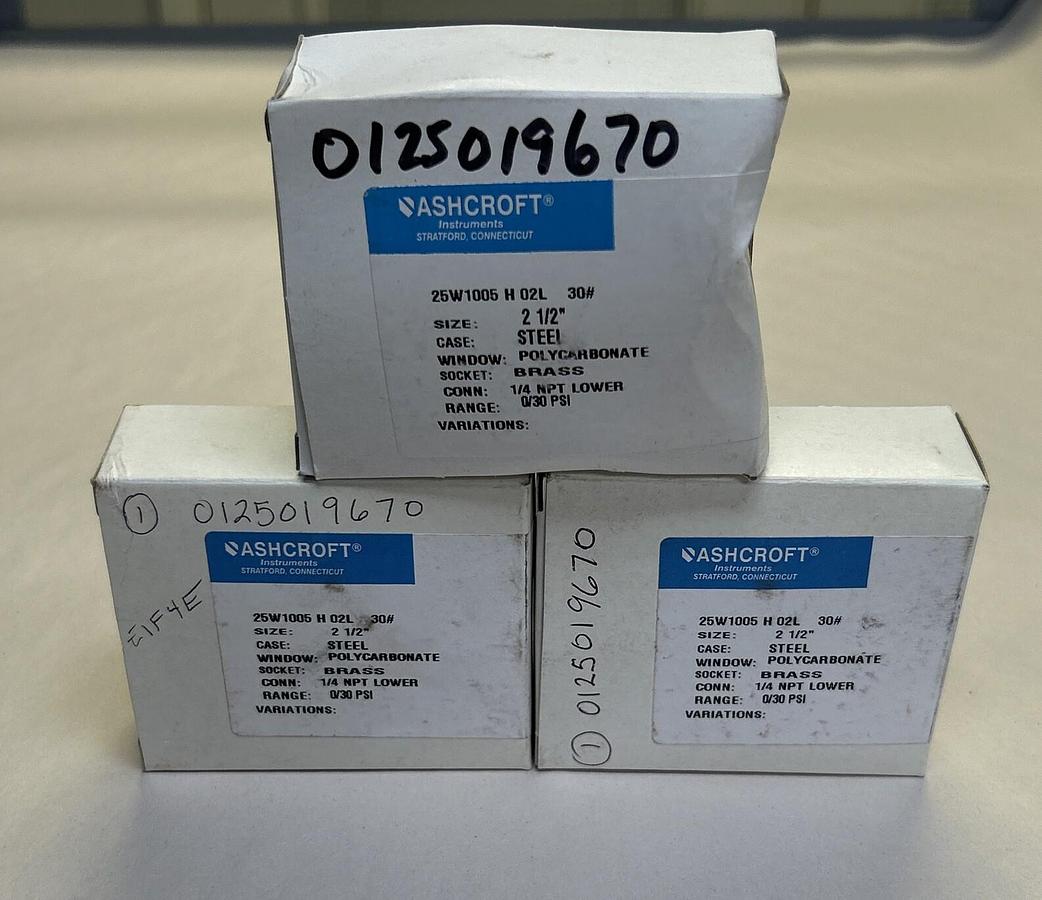 0125019670
ASHCROFT®
Instruments
STRATFORD, CONNECTICUT
25W1005 H 02L 30#
SIZE: 2 1/2"
CASE: STEEL
WINDOW: POLYCARBONATE
SOCKET: BRASS
CONN: 1/4 NPT LOWER
RANGE: 0/30 PSI
VARIATIONS:
1 0125019670
E1F4E
ASHCROFT®
Instruments
STRATFORD, CONNECTICUT
25W1005 H 02L 30#
SIZE: 2 1/2"
CASE: STEEL
WINDOW: POLYCARBONATE
SOCKET: BRASS
CONN: 1/4 NPT LOWER
RANGE: 0/30 PSI
VARIATIONS:
1 0125019670
ASHCROFT®
Instruments
STRATFORD, CONNECTICUT
25W1005 H 02L 30#
SIZE: 2 1/2"
CASE: STEEL
WINDOW: POLYCARBONATE
SOCKET: BRASS
CONN: 1/4 NPT LOWER
RANGE: 0/30 PSI
VARIATIONS: